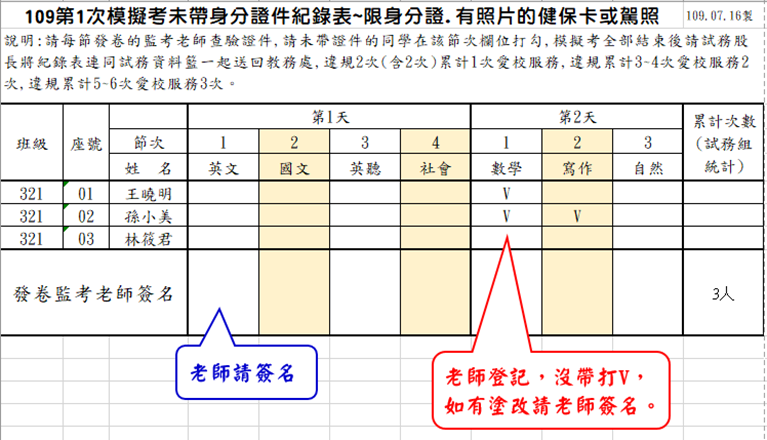 109第1次模擬考未帶身分證件紀錄表~限身分證.有照片的健保卡或駕照 109.07.16製
說明:請每節發卷的監考老師查驗證件,請未帶證件的同學在該節次欄位打勾,模擬考全部結束後請試務股
長將紀錄表連同試務資料籃一起送回教務處,違規2次(含2次)累計1次愛校服務,違規累計3~4次愛校服務2
次,違規累計5~6次愛校服務3次。
班級 座號 節次 第1天 第2天 累計次數
1 2 3 4 1 2 3 (試務組
姓 名 英文 國文 英聽 社會 數學 寫作 自然 統計)
321 01 王曉明 V
321 02 孫小美 V V
321 03 林筱君
發卷監考老師簽名 3人
老師請簽名
老師登記，沒帶打V，
如有塗改請老師簽名。